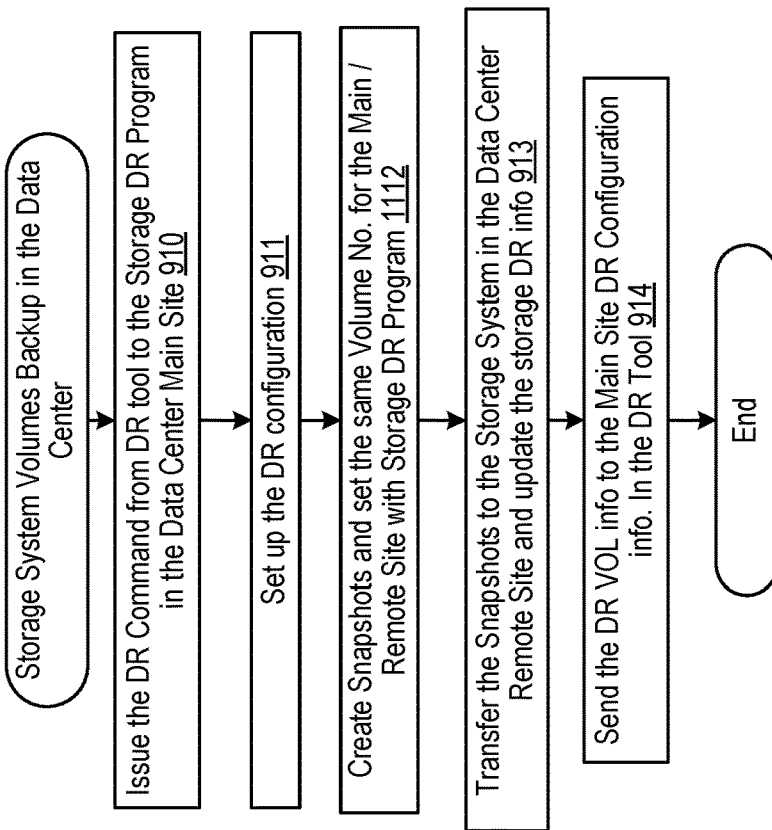 Storage System Volumes Backup in the Data
Center
Issue the DR Command from DR tool to the Storage DR Program
in the Data Center Main Site 910
Set up the DR configuration 911
Create Snapshots and set the same Volume No. for the Main /
Remote Site with Storage DR Program 1112
Transfer the Snapshots to the Storage System in the Data Center
Remote Site and update the storage DR info 913
Send the DR VOL info to the Main Site DR Configuration
info. In the DR Tool 914
End